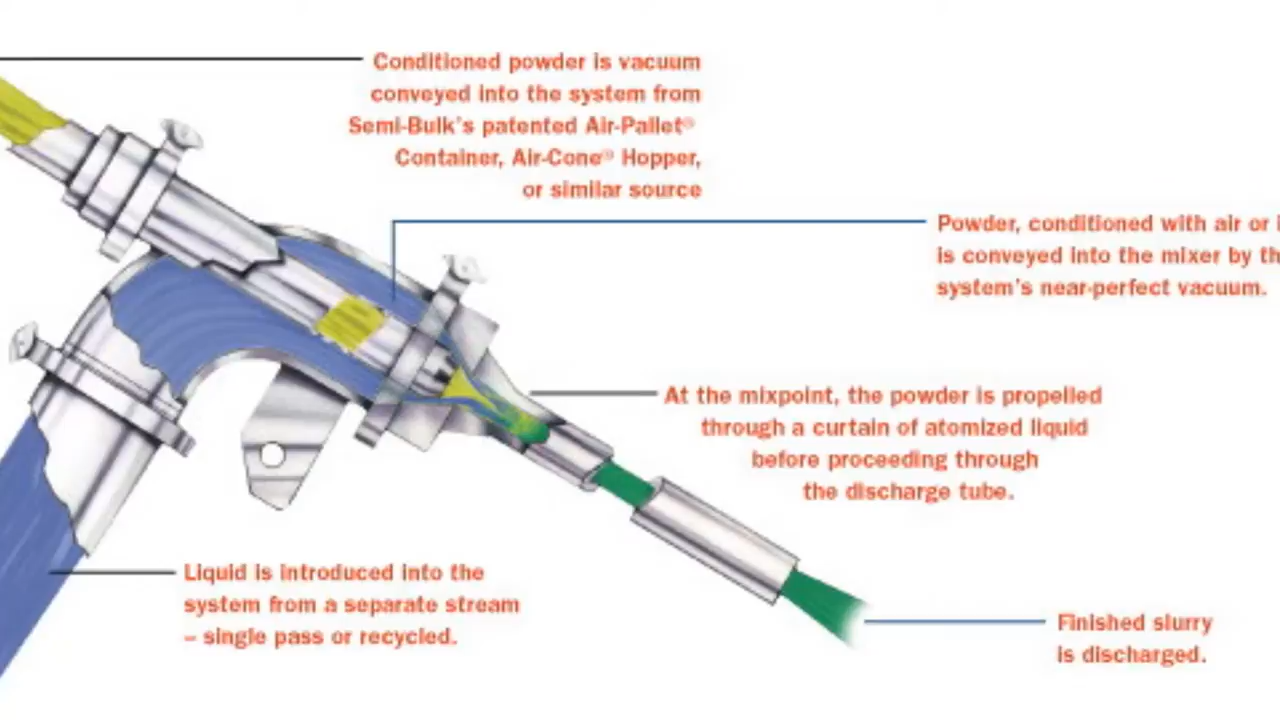 Conditioned powder is vacuum
conveyed into the system from
Semi-Bulk's patented Air-Pallet®
Container, Air-Cone® Hopper,
or similar source
Powder, conditioned with air or
is conveyed into the mixer by
system's near-perfect vacuum.
At the mixpoint, the powder is propelled
through a curtain of atomized liquid
before proceeding through
the discharge tube.
Liquid is introduced into the
system from a separate stream
– single pass or recycled.
Finished slurry
is discharged.